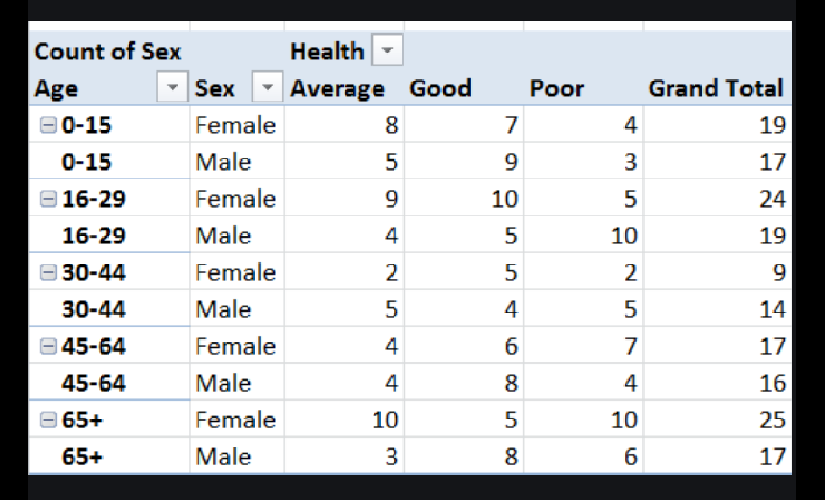 Count of Sex Health
Age Sex Average Good Poor Grand Total
0-15 Female 8 7 4 19
0-15 Male 5 9 3 17
16-29 Female 9 10 5 24
16-29 Male 4 5 10 19
30-44 Female 2 5 2 9
30-44 Male 5 4 5 14
45-64 Female 4 6 7 17
45-64 Male 4 8 4 16
65+ Female 10 5 10 25
65+ Male 3 8 6 17